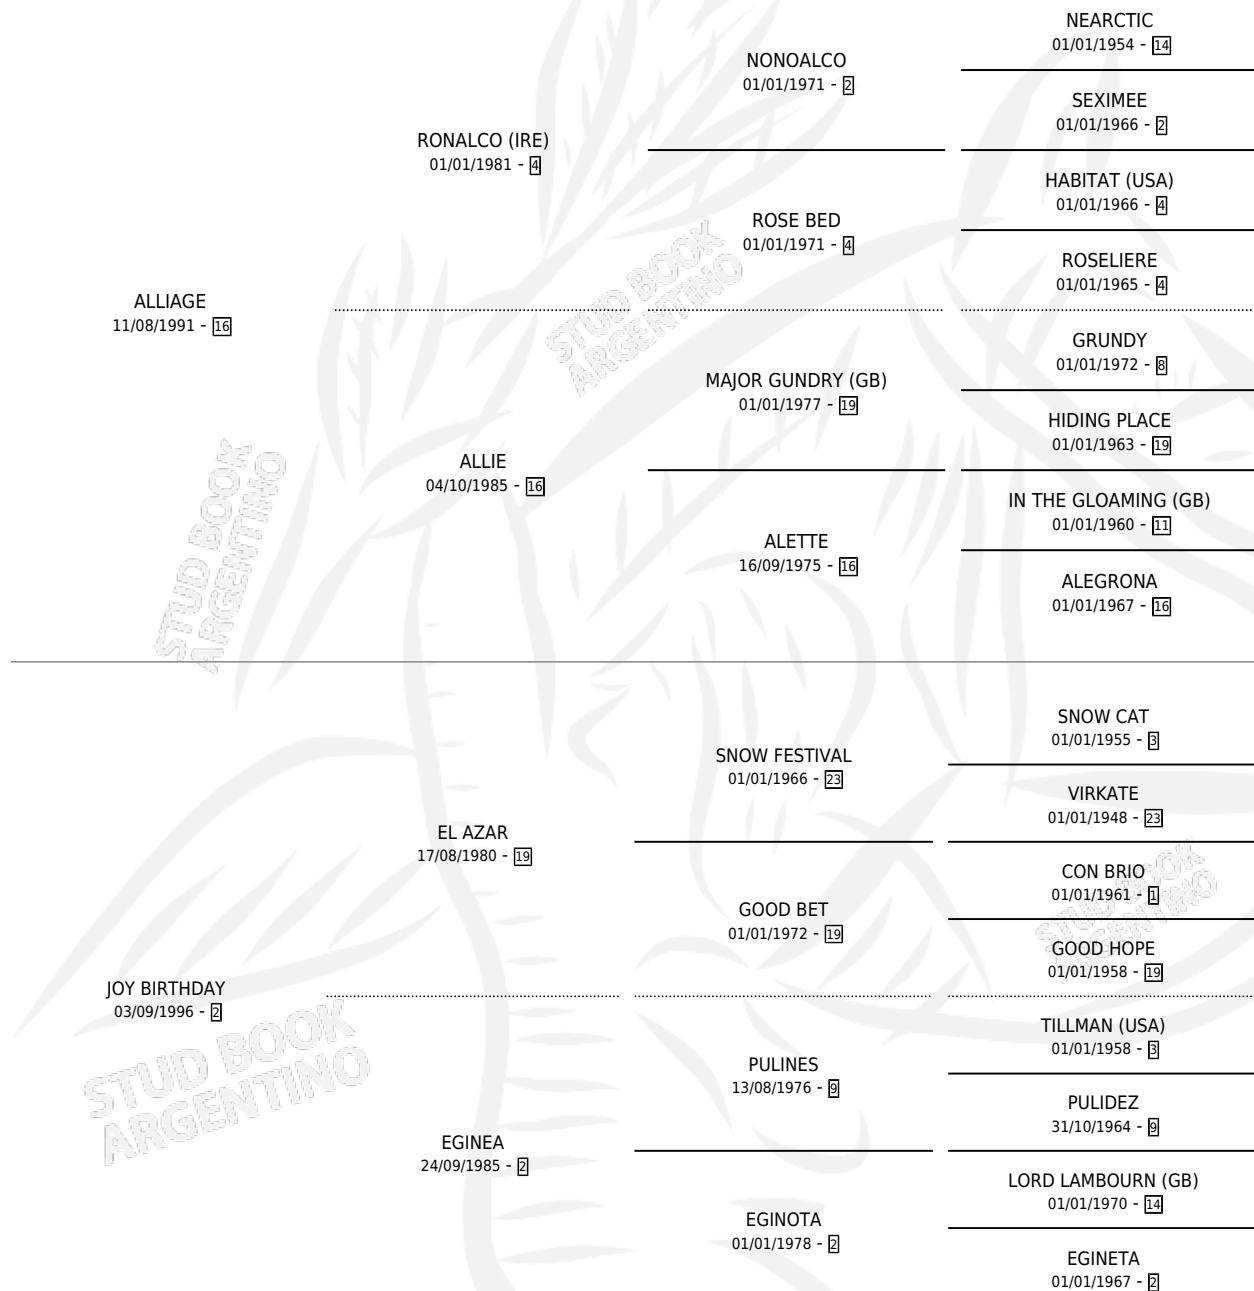 NEARCTIC
01/01/1954 - 14
NONOALCO
01/01/1971 - 2
SEXIMEE
01/01/1966 - 2
RONALCO (IRE)
01/01/1981 - 4
HABITAT (USA)
01/01/1966 - 4
ROSE BED
01/01/1971 - 4
ROSELIERE
01/01/1965 - 4
ALLIAGE
11/08/1991 - 16
GRUNDY
01/01/1972 - 8
MAJOR GUNDRY (GB)
01/01/1977 - 19
HIDING PLACE
01/01/1963 - 19
ALLIE
04/10/1985 - 16
IN THE GLOAMING (GB)
01/01/1960 - 11
ALETTE
16/09/1975 - 16
ALEGRONA
01/01/1967 - 16
STUD BOOK
ARGENTINO
STUD BOOK
ARGENTINO
SNOW CAT
01/01/1955 - 3
SNOW FESTIVAL
01/01/1966 - 23
VIRKATE
01/01/1948 - 23
EL AZAR
17/08/1980 - 19
CON BRIO
01/01/1961 - 1
GOOD BET
01/01/1972 - 19
GOOD HOPE
01/01/1958 - 19
STUD BOOK
ARGENTINO
JOY BIRTHDAY
03/09/1996 - 2
TILLMAN (USA)
01/01/1958 - 3
PULINES
13/08/1976 - 9
PULIDEZ
31/10/1964 - 9
EGINEA
24/09/1985 - 2
LORD LAMBOURN (GB)
01/01/1970 - 14
EGINOTA
01/01/1978 - 2
EGINETA
01/01/1967 - 2
STUD BOOK
ARGENTINO